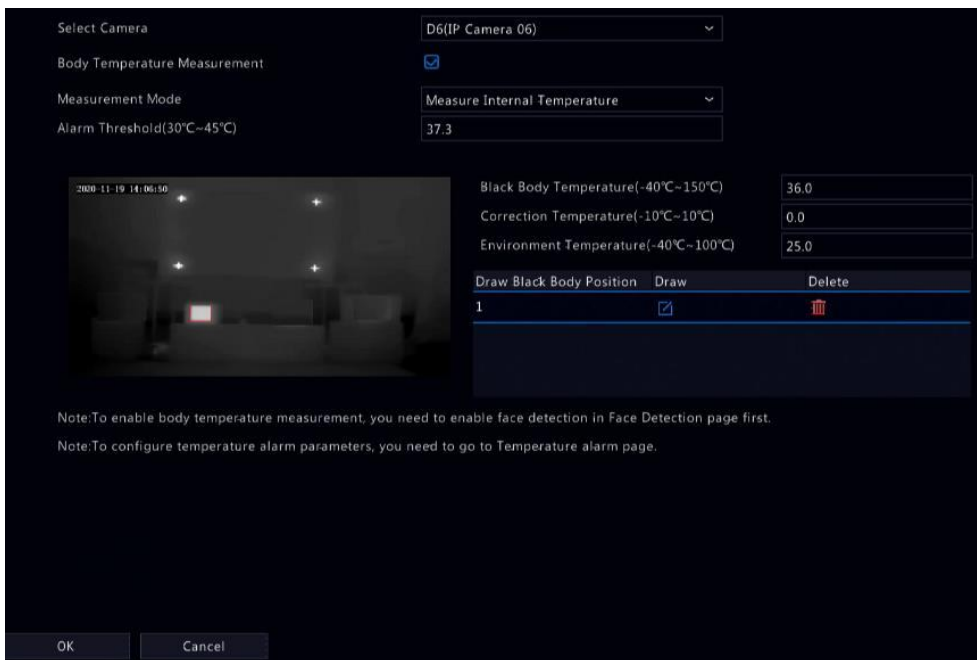 Select Camera D6(IP Camera 06)
Body Temperature Measurement
Measurement Mode Measure Internal Temperature
Alarm Threshold(30℃~45℃) 37.3
2020-11-19 14:06:50
Black Body Temperature(-40℃~150℃) 36.0
Correction Temperature(-10℃~10℃) 0.0
Environment Temperature(-40℃~100℃) 25.0
Draw Black Body Position Draw Delete
1
Note:To enable body temperature measurement, you need to enable face detection in Face Detection page first.
Note:To configure temperature alarm parameters, you need to go to Temperature alarm page.
OK Cancel